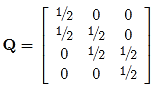 Q =
½ 0 0
½ ½ 0
0 ½ ½
0 0 ½